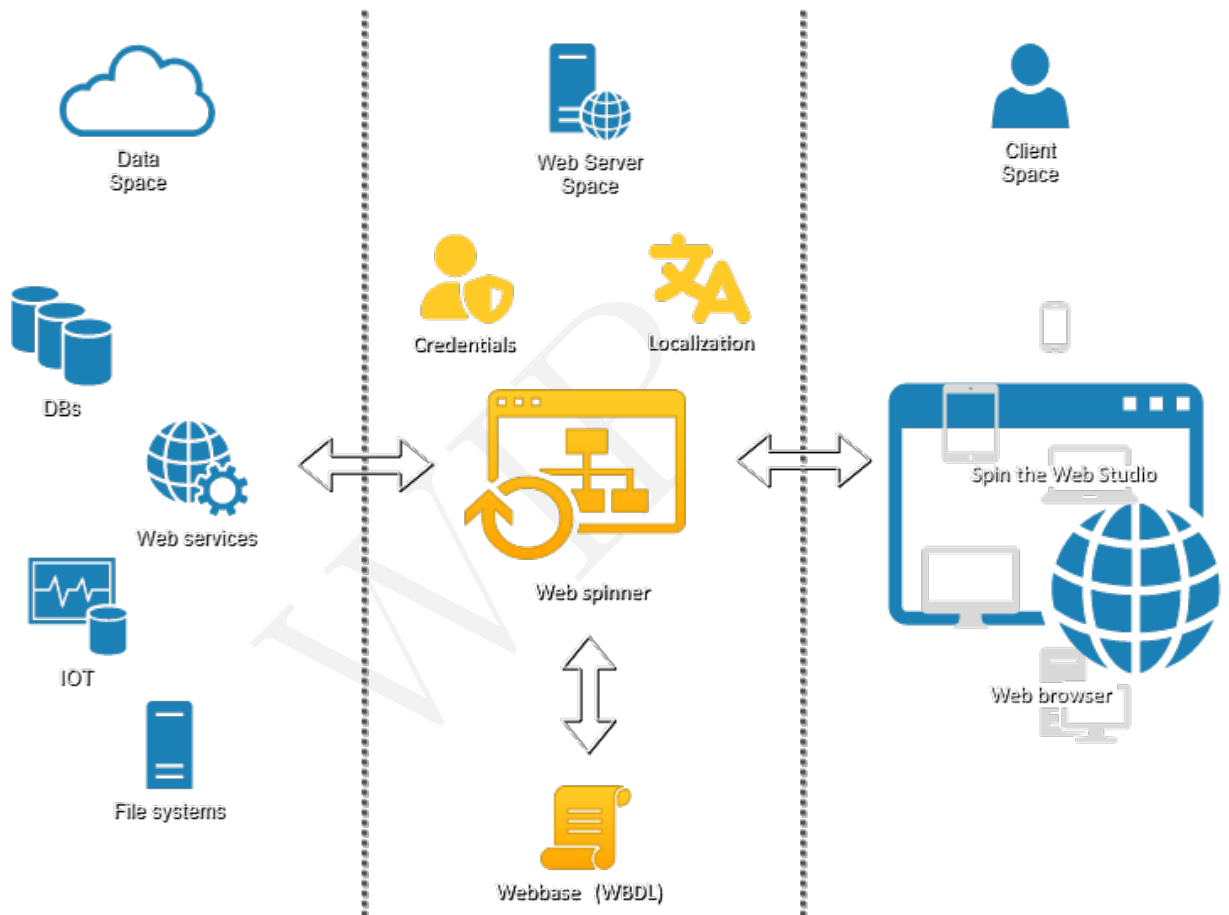 Data
Space
Web Server
Space
Client
Space
Credentials
Localization
DBs
Spin the Web Studio
Web services
Web spinner
IOT
Web browser
File systems
Webbase (WBDL)
WIP